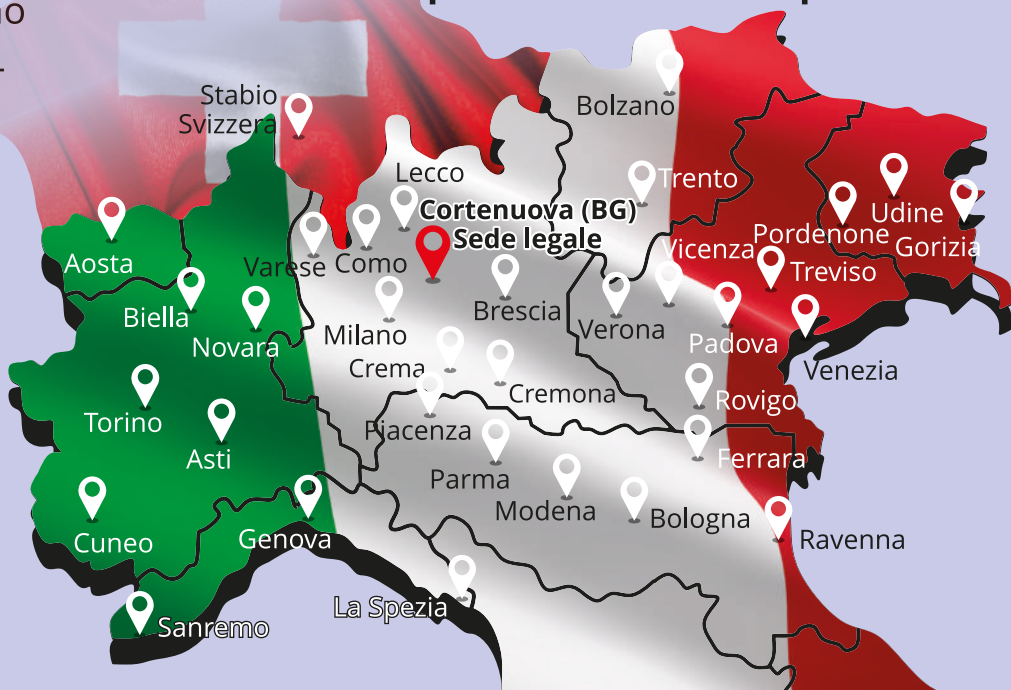 Stabio
Svizzera
Bolzano
Lecco
Trento
Cortenuova (BG)
Sede legale
Udine
Pordenone
Gorizia
Aosta
Varese
Como
Vicenza
Treviso
Biella
Brescia
Verona
Novara
Milano
Padova
Crema
Venezia
Cremona
Rovigo
Torino
Piacenza
Asti
Ferrara
Parma
Modena
Bologna
Cuneo
Genova
Ravenna
La Spezia
Sanremo